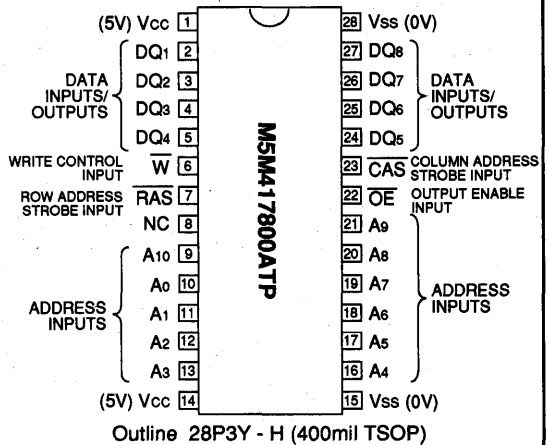 (5V) Vcc 1 28 Vss (0V)
DQ1 2 27 DQ8
DQ2 3 26 DQ7
DQ3 4 25 DQ6
DQ4 5 24 DQ5
DATA
INPUTS/
OUTPUTS
DATA
INPUTS/
OUTPUTS
WRITE CONTROL
INPUT
W 6 23 CAS
COLUMN ADDRESS
STROBE INPUT
ROW ADDRESS
STROBE INPUT
RAS 7 22 OE
OUTPUT ENABLE
INPUT
NC 8 21 A9
A10 9 20 A8
A0 10 19 A7
A1 11 18 A6
A2 12 17 A5
A3 13 16 A4
ADDRESS
INPUTS
ADDRESS
INPUTS
(5V) Vcc 14 15 Vss (0V)
M5M417800ATP
Outline 28P3Y - H (400mil TSOP)